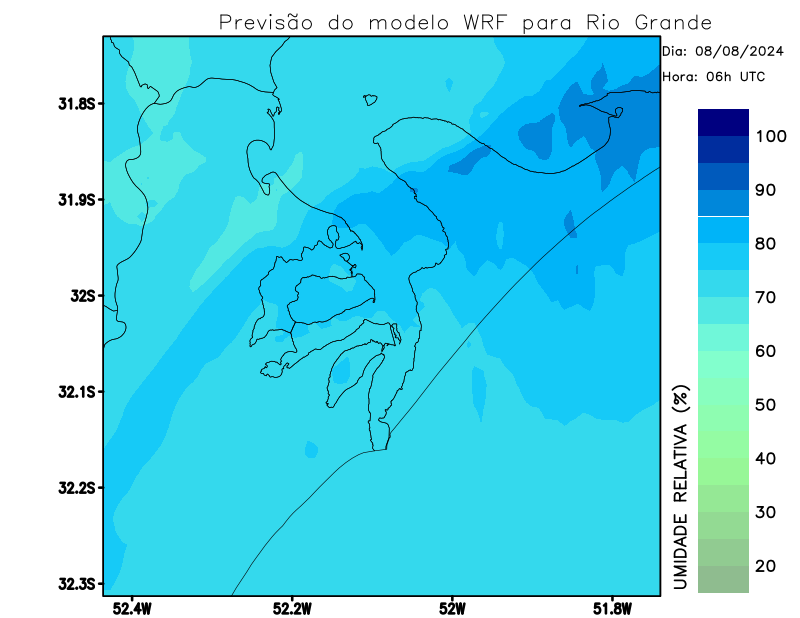 Previsão do modelo WRF para Rio Grande
Dia: 08/08/2024
Hora: 06h UTC
31.8S
31.9S
32S
32.1S
32.2S
32.3S
52.4W
52.2W
52W
51.8W
100
90
80
70
60
50
40
30
20
UMIDADE RELATIVA (%)